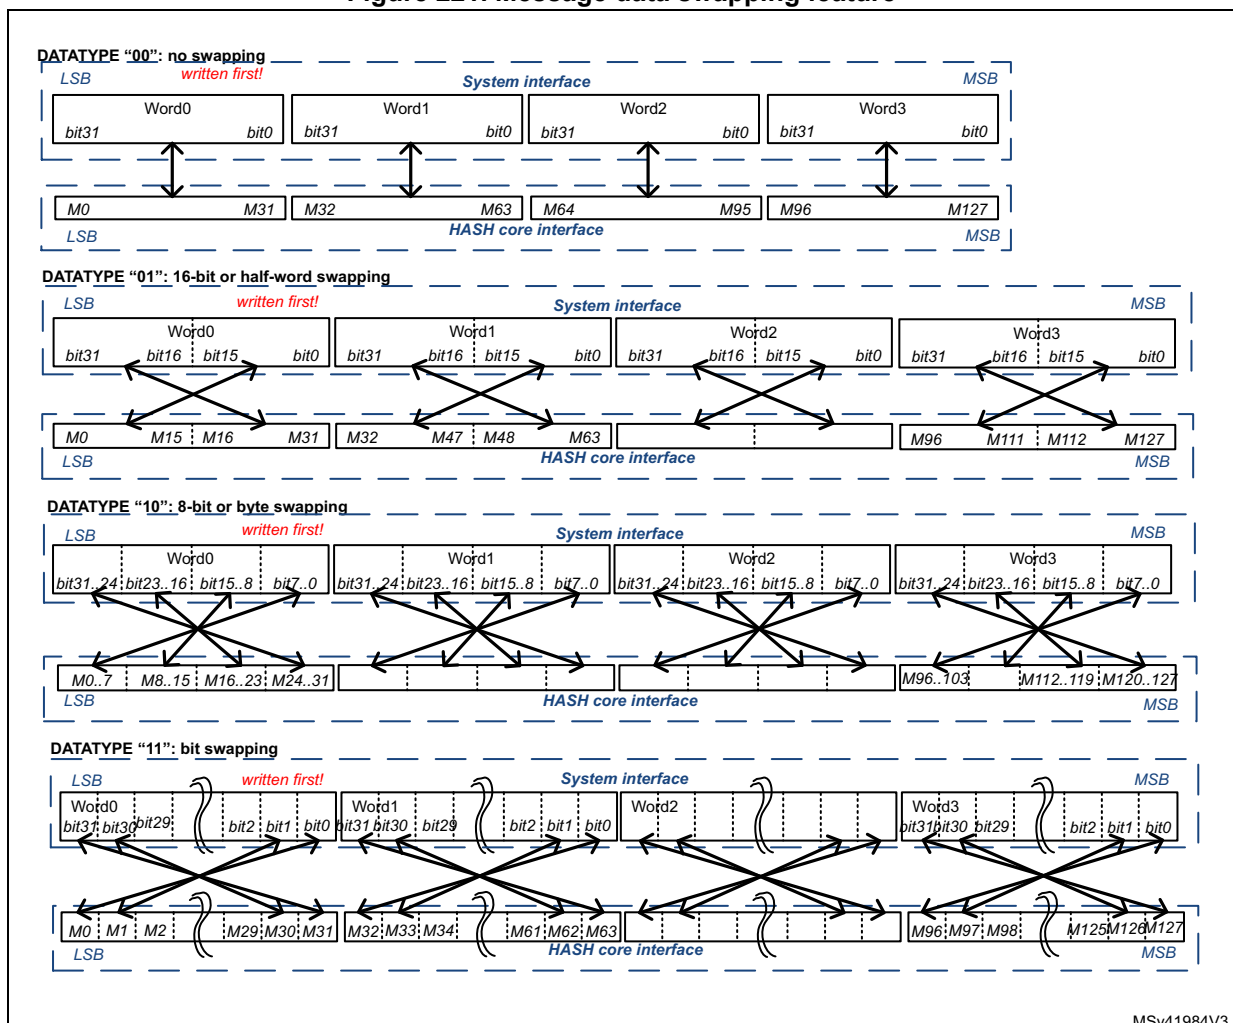 Figure 221. Message data swapping feature
DATATYPE “00”: no swapping
LSB written first! System interface MSB
Word0 Word1 Word2 Word3
bit31 bit0 bit31 bit0 bit31 bit0 bit31 bit0
M0 M31 M32 M63 M64 M95 M96 M127
LSB HASH core interface MSB
DATATYPE “01”: 16-bit or half-word swapping
LSB written first! System interface MSB
Word0 Word1 Word2 Word3
bit31 bit16 bit15 bit0 bit31 bit16 bit15 bit0 bit31 bit16 bit15 bit0 bit31 bit16 bit15 bit0
M0 M15 M16 M31 M32 M47 M48 M63 M96 M111 M112 M127
LSB HASH core interface MSB
DATATYPE “10”: 8-bit or byte swapping
LSB written first! System interface MSB
Word0 Word1 Word2 Word3
bit31..24 bit23..16 bit15..8 bit7..0 bit31..24 bit23..16 bit15..8 bit7..0 bit31..24 bit23..16 bit15..8 bit7..0 bit31..24 bit23..16 bit15..8 bit7..0
M0..7 M8..15 M16..23 M24..31 M96..103 M112..119 M120..127
LSB HASH core interface MSB
DATATYPE “11”: bit swapping
LSB written first! System interface MSB
Word0 Word1 Word2 Word3
bit31 bit30 bit29 bit2 bit1 bit0 bit31 bit30 bit29 bit2 bit1 bit0 bit31 bit30 bit29 bit2 bit1 bit0
M0 M1 M2 M29 M30 M31 M32 M33 M34 M61 M62 M63 M96 M97 M98 M125 M126 M127
LSB HASH core interface MSB
MSv41984V3